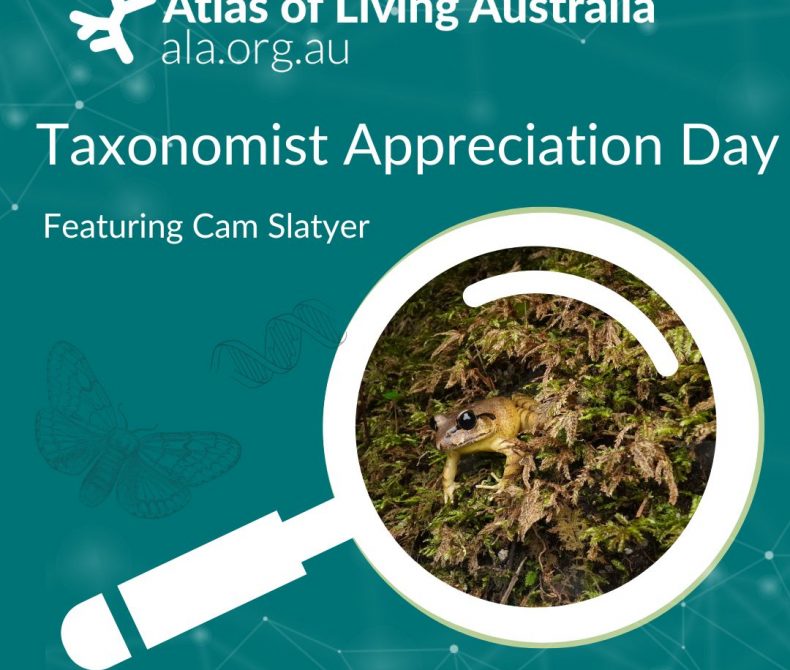 Atlas of Living Australia
ala.org.au
Taxonomist Appreciation Day
Featuring Cam Slatyer